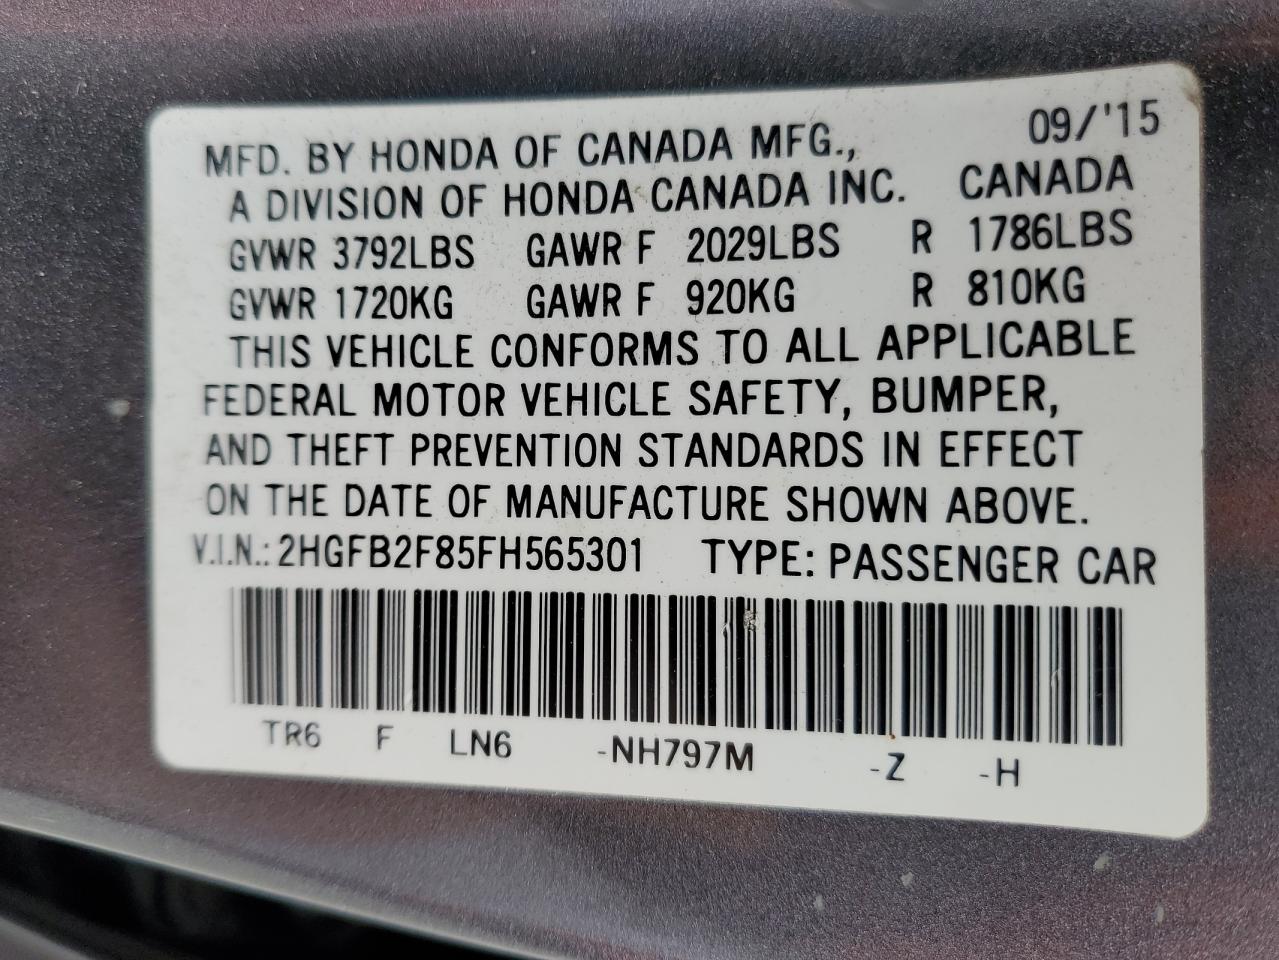 09/'15
MFD. BY HONDA OF CANADA MFG.,
A DIVISION OF HONDA CANADA INC. CANADA
GVWR 3792LBS GAWR F 2029LBS R 1786LBS
GVWR 1720KG GAWR F 920KG R 810KG
THIS VEHICLE CONFORMS TO ALL APPLICABLE
FEDERAL MOTOR VEHICLE SAFETY, BUMPER,
AND THEFT PREVENTION STANDARDS IN EFFECT
ON THE DATE OF MANUFACTURE SHOWN ABOVE.
V.I.N.: 2HGFB2F85FH565301 TYPE: PASSENGER CAR
TR6 F LN6 -NH797M -Z -H